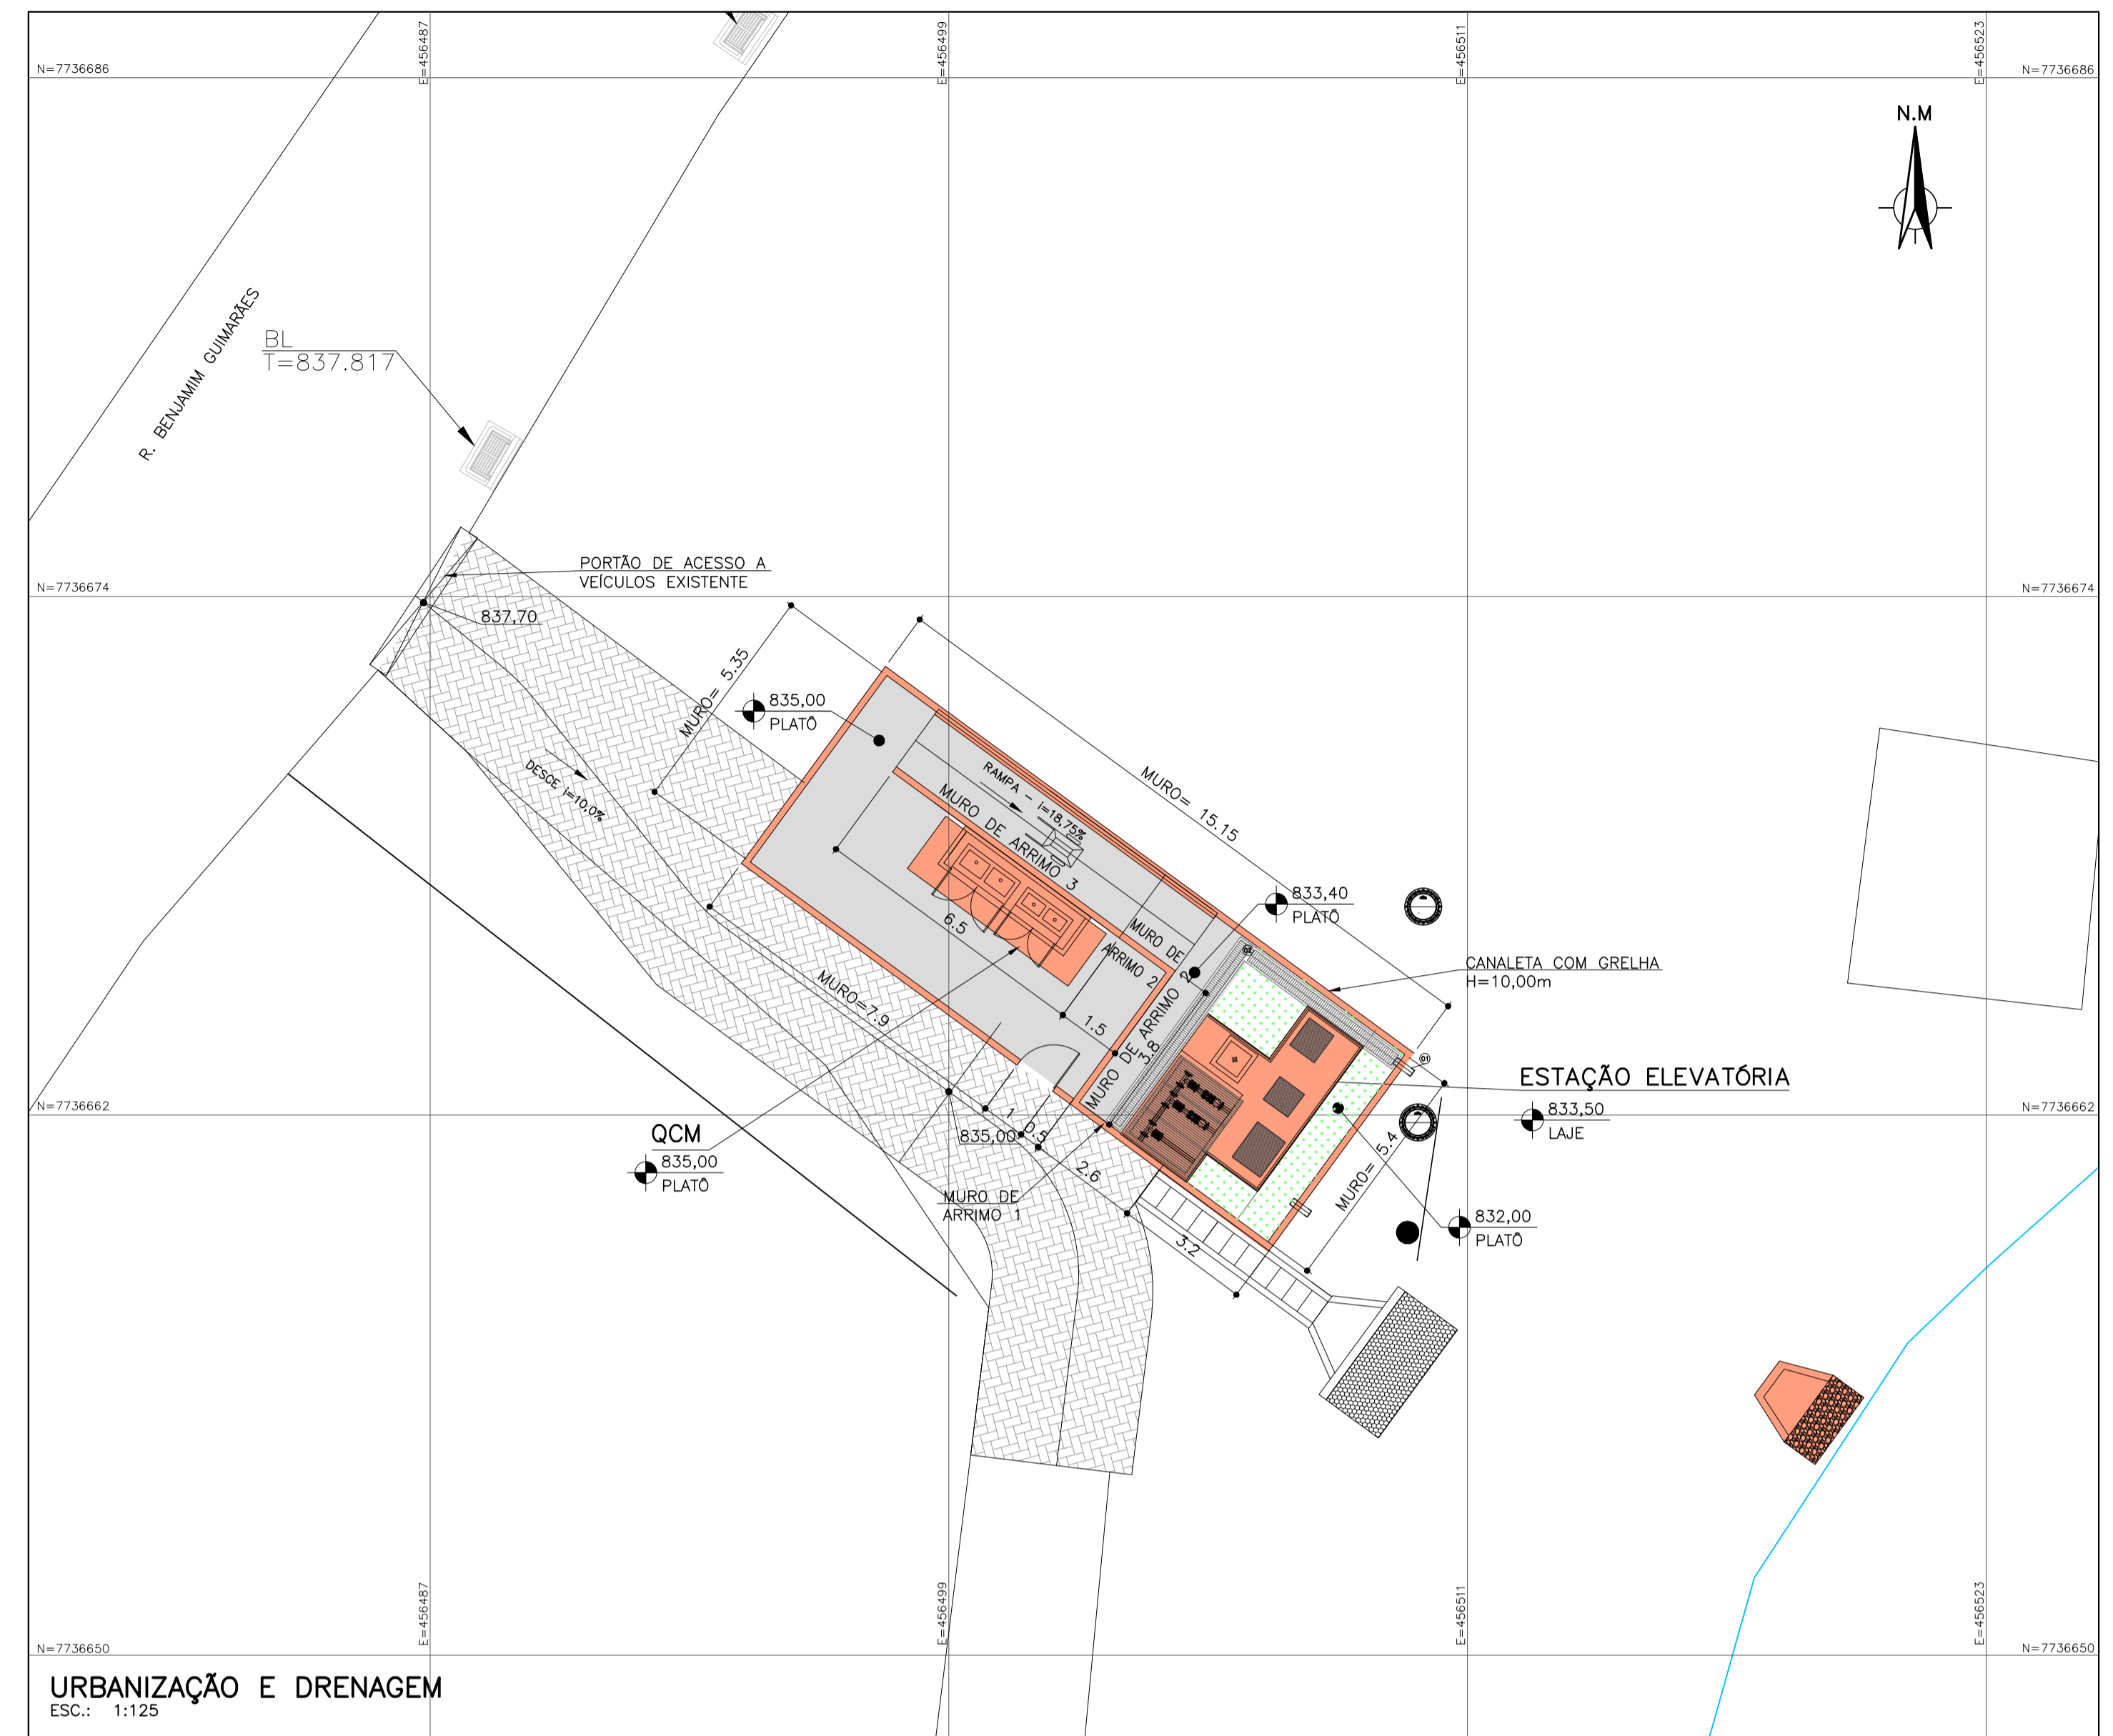 E=456487
E=456499
E=456511
E=456523
N=7736686
N=7736686
N.M
R. BENJAMIM GUIMARÃES
BL
T=837.817
PORTÃO DE ACESSO A
VEÍCULOS EXISTENTE
N=7736674
N=7736674
837,70
MURO= 5.35
835,00
PLATÔ
DESCE i=10,0%
RAMPA - i=18,75%
MURO= 15.15
MURO DE ARRIMO 3
6.5
833,40
PLATÔ
MURO DE
ARRIMO 2
CANALETA COM GRELHA
H=10,00m
MURO=7.9
1.5
MURO DE ARRIMO 2
3.8
01
ESTAÇÃO ELEVATÓRIA
833,50
LAJE
N=7736662
N=7736662
QCM
835,00
PLATÔ
1
0.5
835,00
2.6
MURO= 5.4
MURO DE
ARRIMO 1
832,00
PLATÔ
3.2
E=456487
E=456499
E=456511
E=456523
N=7736650
N=7736650
URBANIZAÇÃO E DRENAGEM
ESC.: 1:125